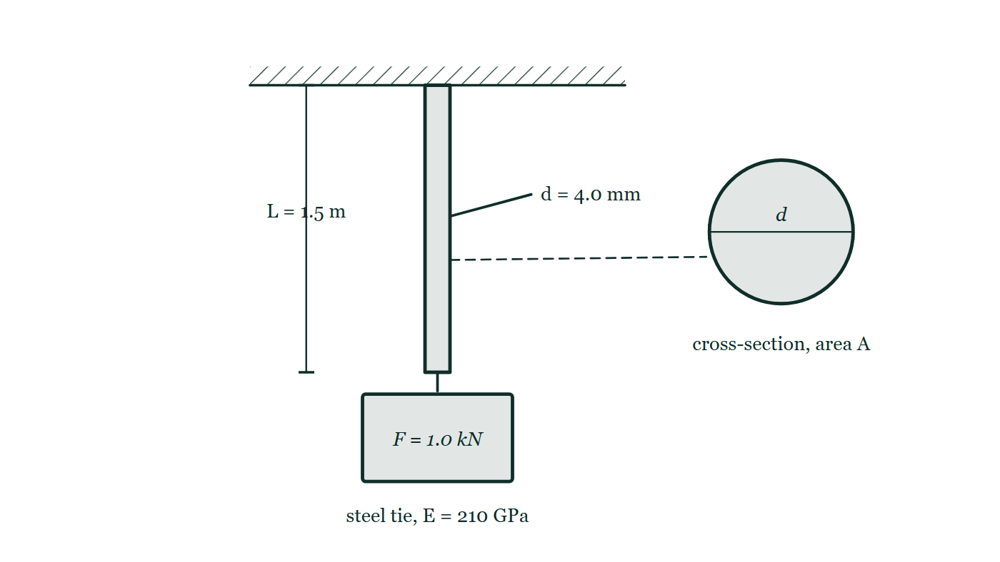 d = 4.0 mm
L = 1.5 m
d
cross-section, area A
F = 1.0 kN
steel tie, E = 210 GPa